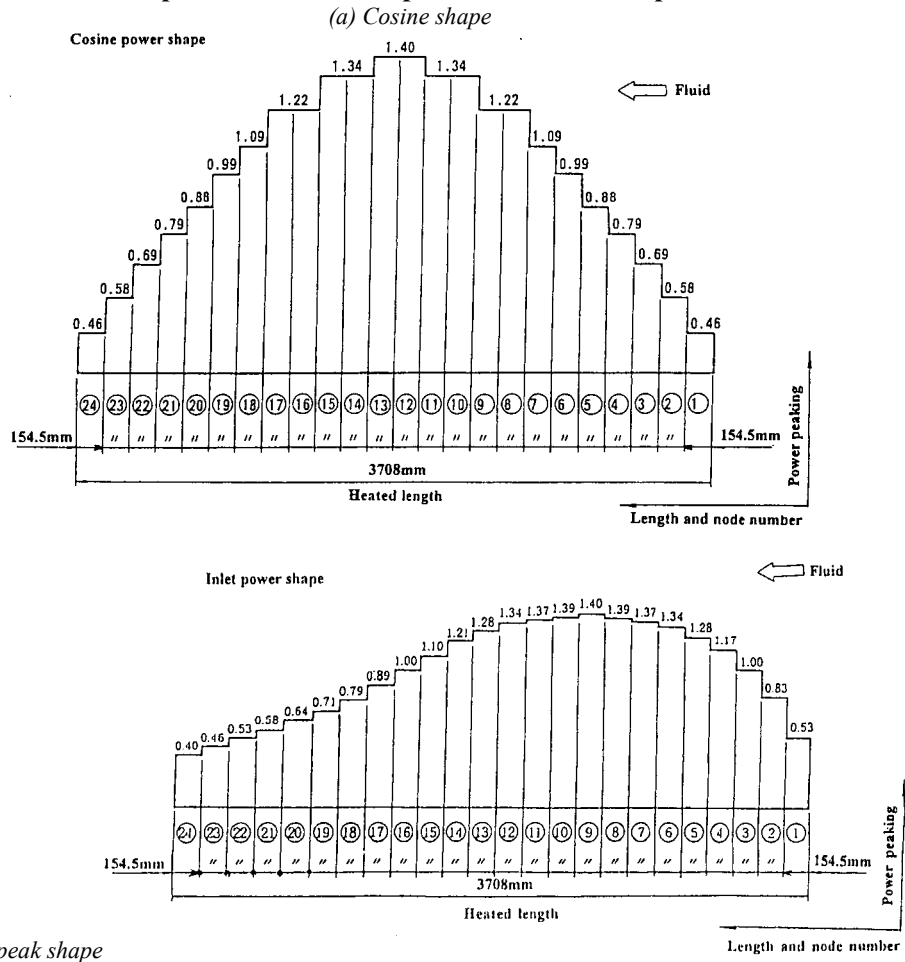 (a) Cosine shape
Cosine power shape
1.40
1.34 1.34
Fluid
1.22 1.22
1.09 1.09
0.99 0.99
0.88 0.88
0.79 0.79
0.69 0.69
0.58 0.58
0.46 0.46
24 23 22 21 20 19 18 17 16 15 14 13 12 11 10 9 8 7 6 5 4 3 2 1
154.5mm " " " " " " " " " " " " " " " " " " " " " " 154.5mm
3708mm
Heated length
Power peaking
Length and node number
Inlet power shape
Fluid
0.40 0.46 0.53 0.58 0.64 0.71 0.79 0.89 1.00 1.10 1.21 1.28 1.34 1.37 1.39 1.40 1.39 1.37 1.34 1.28 1.17 1.00 0.83 0.53
24 23 22 21 20 19 18 17 16 15 14 13 12 11 10 9 8 7 6 5 4 3 2 1
154.5mm " " " " " " " " " " " " " " " " " " " " " " 154.5mm
3708mm
Heated length
Power peaking
Length and node number
peak shape